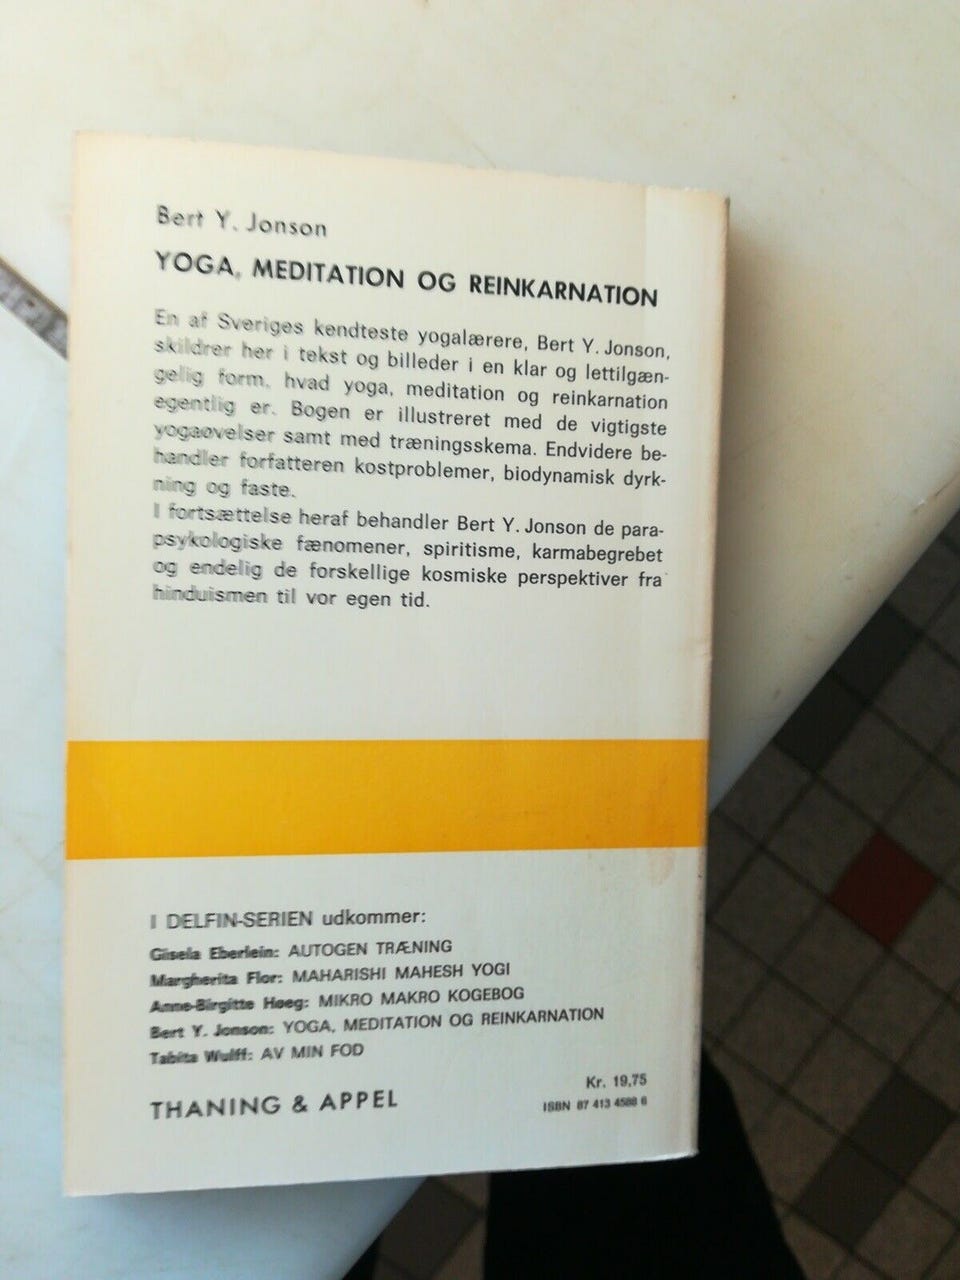 Bert Y. Jonson
YOGA, MEDITATION OG REINKARNATION
En af Sveriges kendteste yogalærere, Bert Y. Jonson,
skildrer her i tekst og billeder i en klar og lettilgæn-
gelig form, hvad yoga, meditation og reinkarnation
egentlig er. Bogen er illustreret med de vigtigste
yogaøvelser samt med træningsskema. Endvidere be-
handler forfatteren kostproblemer, biodynamisk dyrk-
ning og faste.
I fortsættelse heraf behandler Bert Y. Jonson de para-
psykologiske fænomener, spiritisme, karmabegrebet
og endelig de forskellige kosmiske perspektiver fra
hinduismen til vor egen tid.
I DELFIN-SERIEN udkommer:
Gisela Eberlein: AUTOGEN TRÆNING
Margherita Flor: MAHARISHI MAHESH YOGI
Anne-Birgitte Høeg: MIKRO MAKRO KOGEBOG
Bert Y. Jonson: YOGA, MEDITATION OG REINKARNATION
Tabita Wulff: AV MIN FOD
Kr. 19,75
THANING & APPEL
ISBN 87 413 4588 6